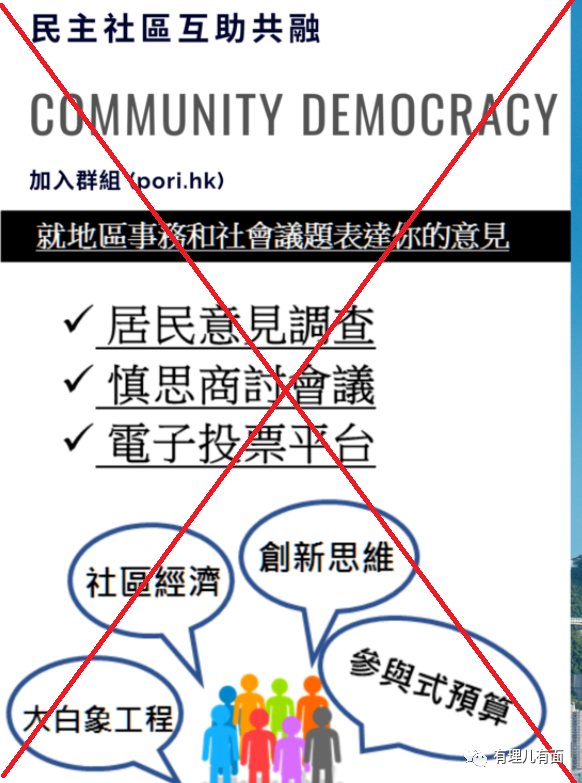 民主社區互助共融
COMMUNITY DEMOCRACY
加入群組 (pori.hk)
就地區事務和社會議題表達你的意見
✓ 居民意見調查
✓ 慎思商討會議
✓ 電子投票平台
社區經濟
創新思維
大白象工程
參與式預算
有理儿有面